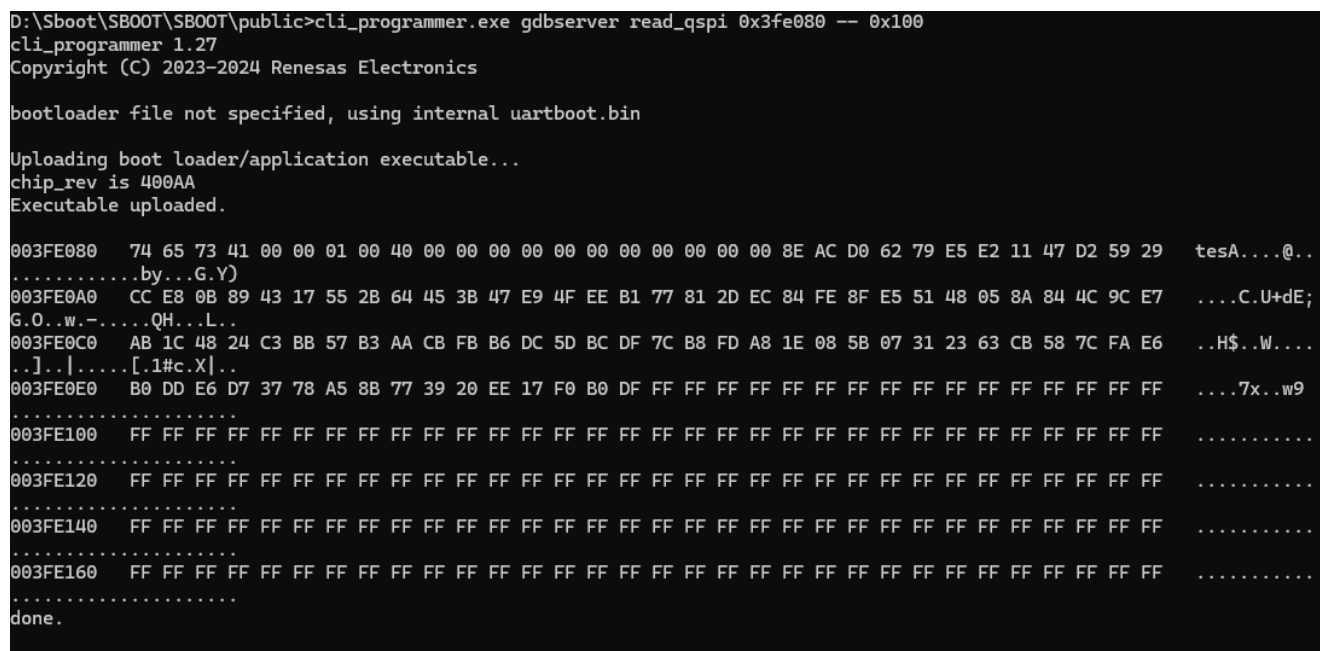 D:\Sboot\SBOOT\SBOOT\public>cli_programmer.exe gdbserver read_qspi 0x3fe080 -- 0x100
cli_programmer 1.27
Copyright (C) 2023-2024 Renesas Electronics
bootloader file not specified, using internal uartboot.bin
Uploading boot loader/application executable...
chip_rev is 400AA
Executable uploaded.
003FE080   74 65 73 41 00 00 01 00 40 00 00 00 00 00 00 00 00 00 00 00 8E AC D0 62 79 E5 E2 11 47 D2 59 29   tesA....@..
............by...G.Y)
003FE0A0   CC E8 0B 89 43 17 55 2B 64 45 3B 47 E9 4F EE B1 77 81 2D EC 84 FE 8F E5 51 48 05 8A 84 4C 9C E7   ....C.U+dE;
G.O..w.-.....QH...L..
003FE0C0   AB 1C 48 24 C3 BB 57 B3 AA CB FB B6 DC 5D BC DF 7C B8 FD A8 1E 08 5B 07 31 23 63 CB 58 7C FA E6   ..H$..W....
..]..|.....[.1#c.X|..
003FE0E0   B0 DD E6 D7 37 78 A5 8B 77 39 20 EE 17 F0 B0 DF FF FF FF FF FF FF FF FF FF FF FF FF FF FF FF FF   ....7x..w9
.....................
003FE100   FF FF FF FF FF FF FF FF FF FF FF FF FF FF FF FF FF FF FF FF FF FF FF FF FF FF FF FF FF FF FF FF   ...........
.....................
003FE120   FF FF FF FF FF FF FF FF FF FF FF FF FF FF FF FF FF FF FF FF FF FF FF FF FF FF FF FF FF FF FF FF   ...........
.....................
003FE140   FF FF FF FF FF FF FF FF FF FF FF FF FF FF FF FF FF FF FF FF FF FF FF FF FF FF FF FF FF FF FF FF   ...........
.....................
003FE160   FF FF FF FF FF FF FF FF FF FF FF FF FF FF FF FF FF FF FF FF FF FF FF FF FF FF FF FF FF FF FF FF   ...........
.....................
done.